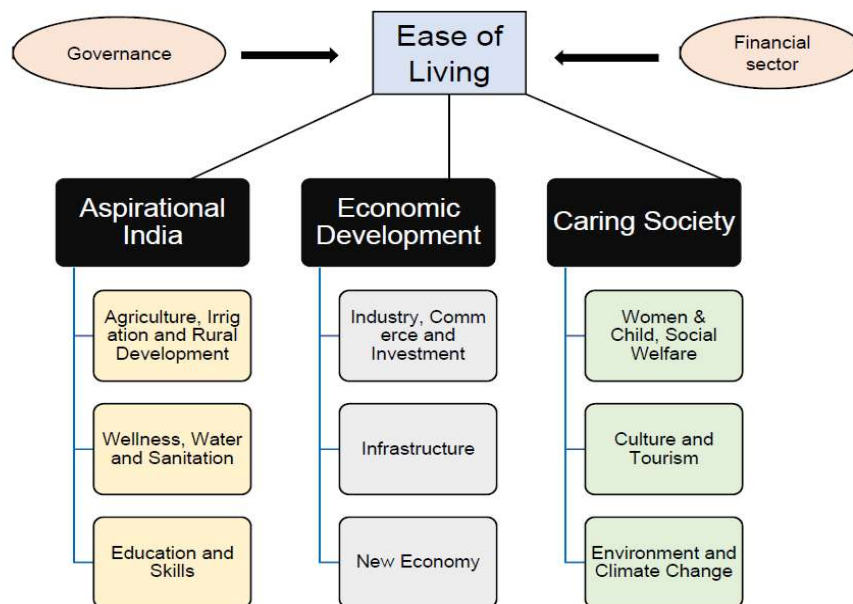 Governance
Ease of
Living
Financial
sector
Aspirational
India
Economic
Development
Caring Society
Agriculture, Irrig
ation and Rural
Development
Industry, Comm
erce and
Investment
Women &
Child, Social
Welfare
Wellness, Water
and Sanitation
Infrastructure
Culture and
Tourism
Education and
Skills
New Economy
Environment and
Climate Change